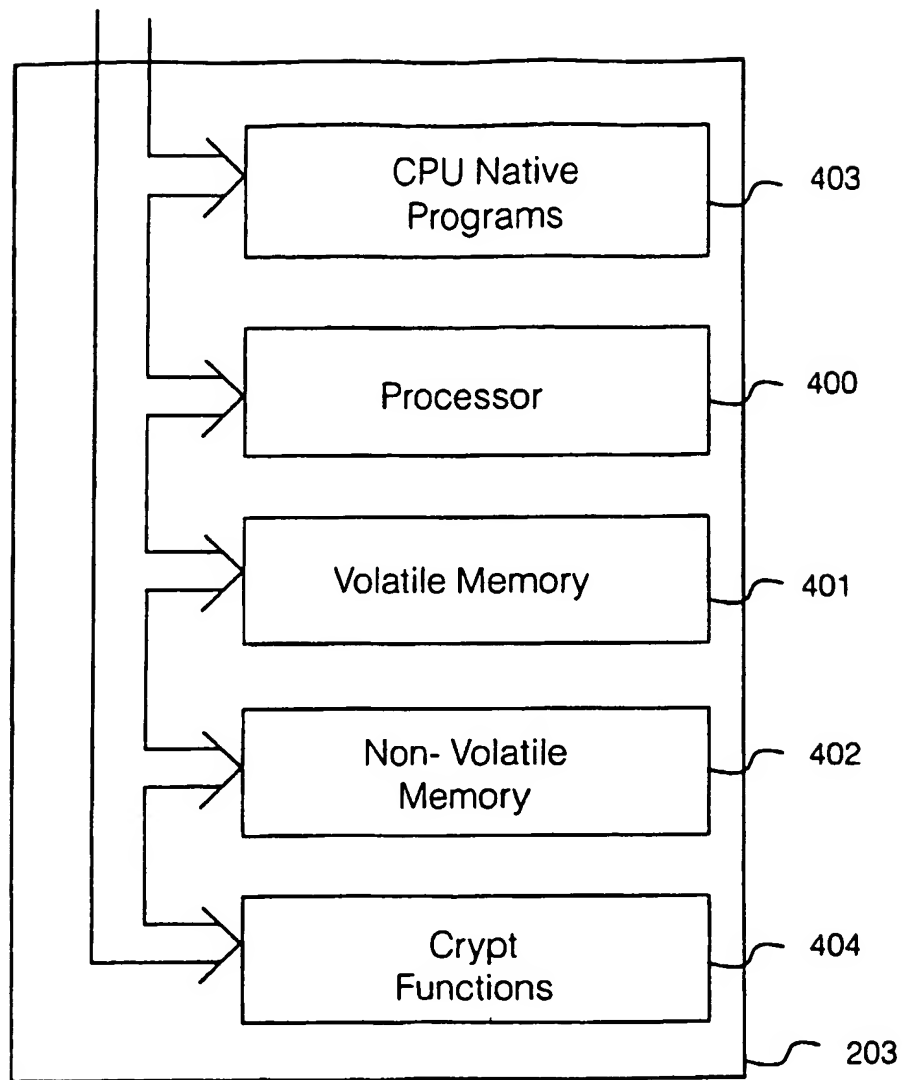 CPU Native
Programs
403
Processor
400
Volatile Memory
401
Non- Volatile
Memory
402
Crypt
Functions
404
203